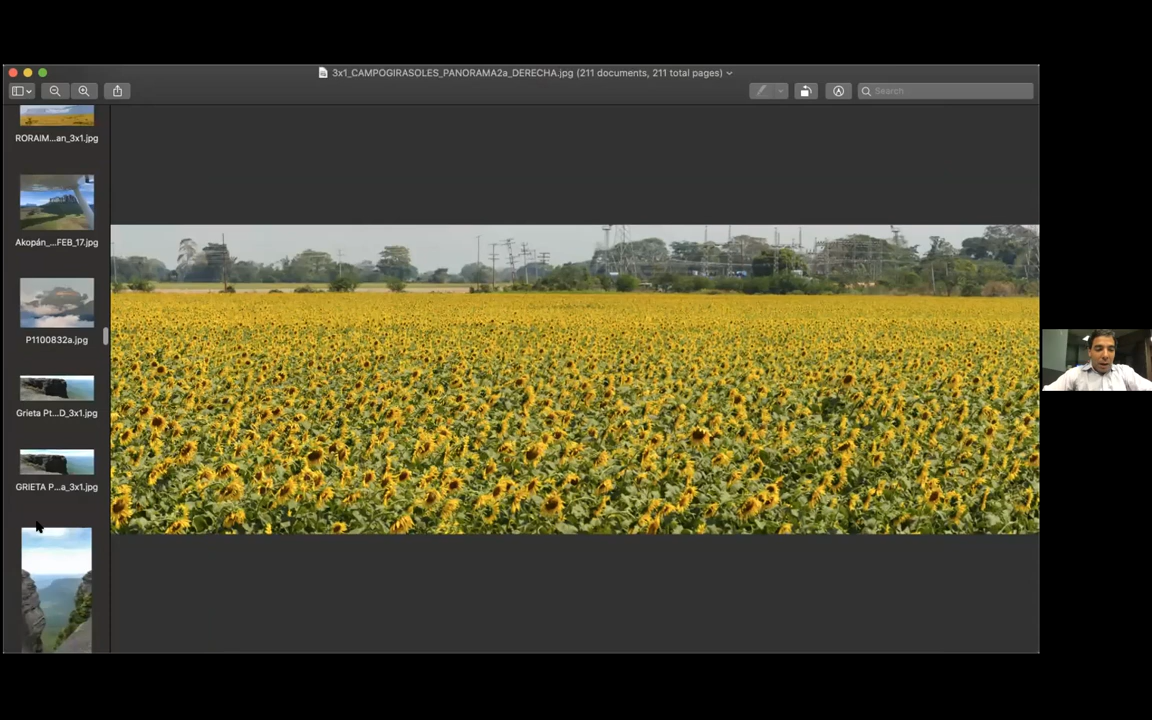 3x1_CAMPOGIRASOLES_PANORAMA2a_DERECHA.jpg (211 documents, 211 total pages)
Search
RORAIM...an_3x1.jpg
Akopán_...FEB_17.jpg
P1100832a.jpg
Grieta Pt...D_3x1.jpg
GRIETA P...a_3x1.jpg